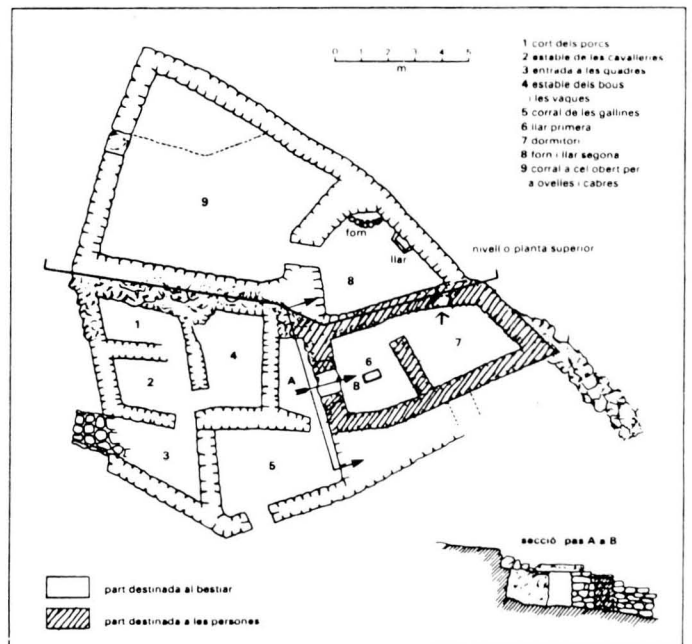 0 1 2 3 4 5
m
1 cort dels porcs
2 estable de les cavalleries
3 entrada a les quadres
4 estable dels bous
i les vaques
5 corral de les gallines
6 llar primera
7 dormitori
8 forn i llar segona
9 corral a cel obert per
a ovelles i cabres
9
forn
llar
nivell o planta superior
8
1
4
7
6
2
A
B
3
5
secció pas A a B
part destinada al bestiar
part destinada a les persones